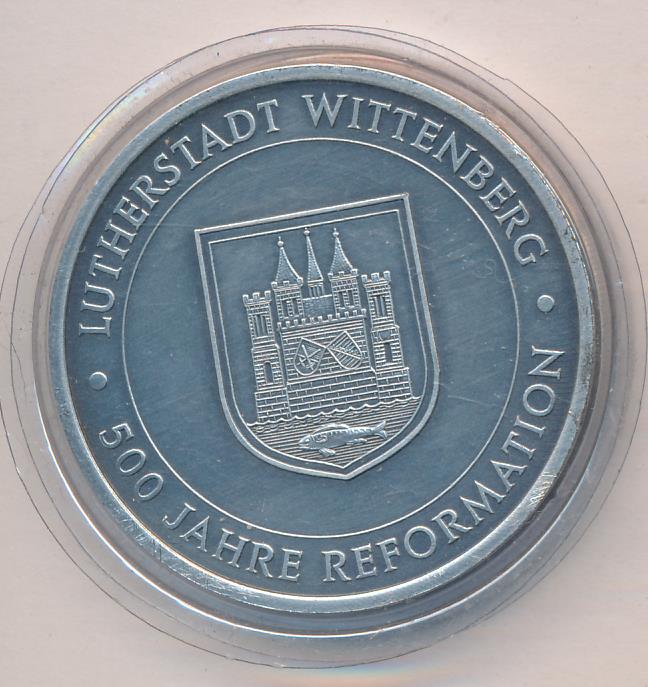 LUTHERSTADT WITTENBERG
500 JAHRE REFORMATION